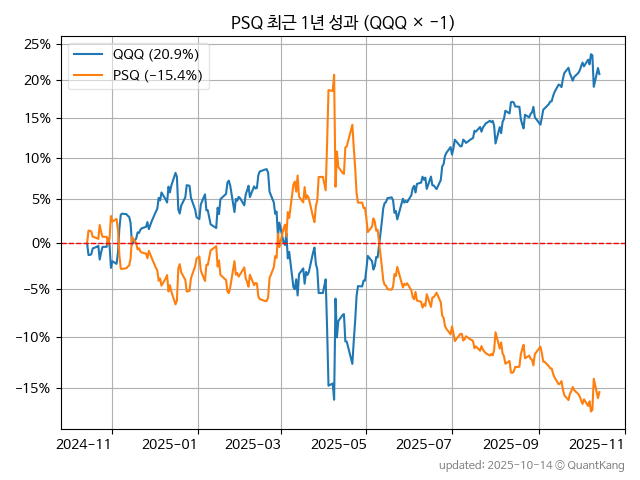 PSQ 최근 1년 성과 (QQQ × −1)
QQQ (20.9%)
PSQ (−15.4%)
25%
20%
15%
10%
5%
0%
−5%
−10%
−15%
2024-11 2025-01 2025-03 2025-05 2025-07 2025-09 2025-11
updated: 2025-10-14 © QuantKang